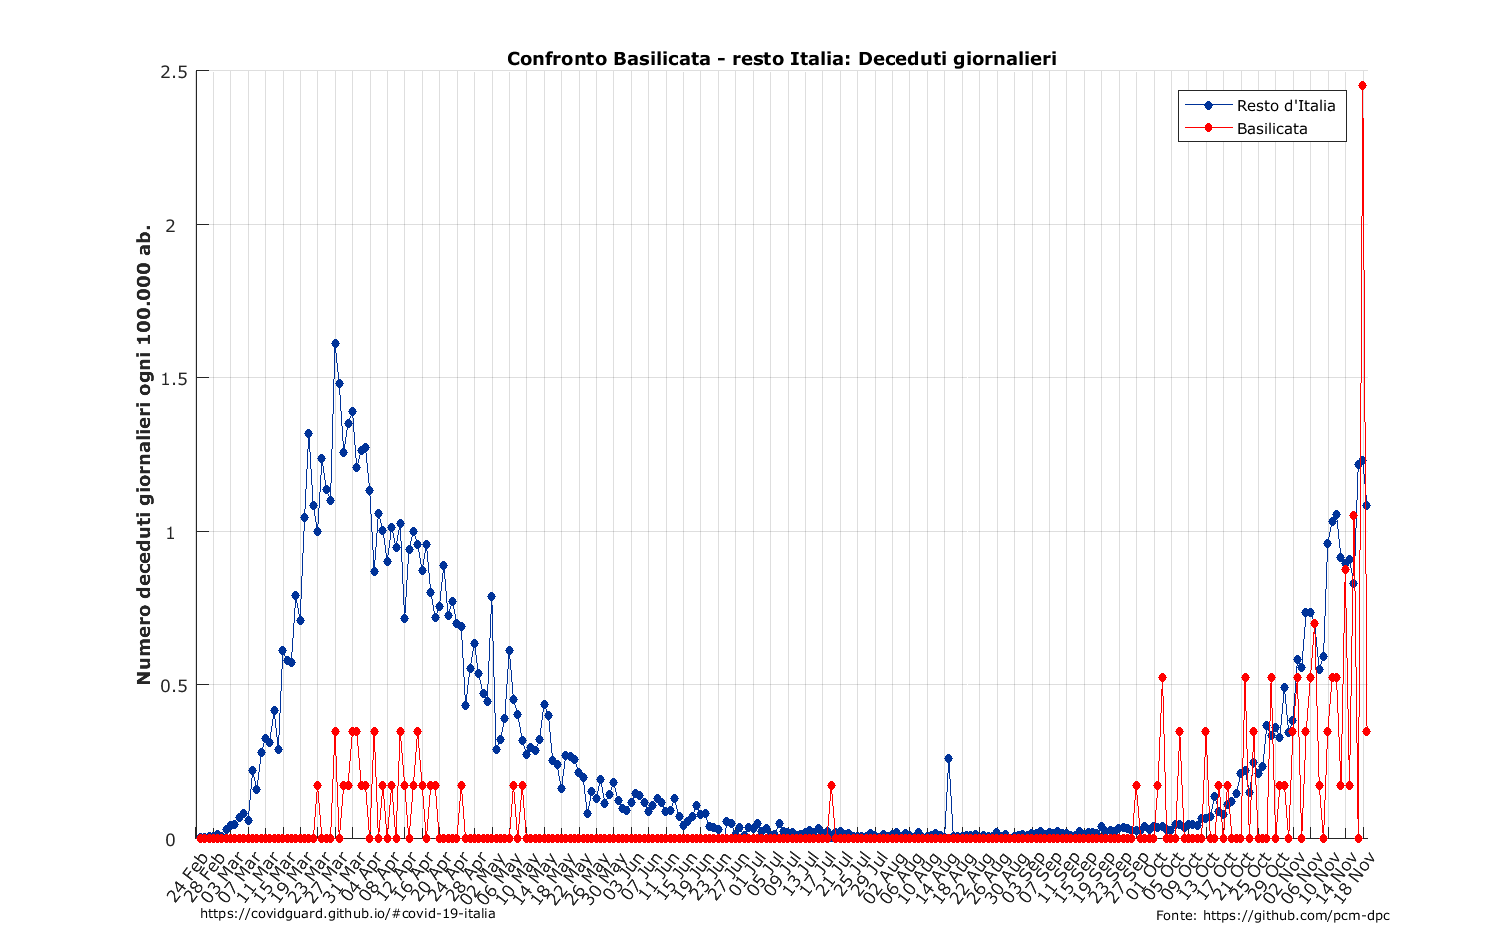 Confronto Basilicata - resto Italia: Deceduti giornalieri
Numero deceduti giornalieri ogni 100.000 ab.
2.5
2
1.5
1
0.5
0
Resto d'Italia
Basilicata
24 Feb
28 Feb
03 Mar
07 Mar
11 Mar
15 Mar
19 Mar
23 Mar
27 Mar
31 Mar
04 Apr
08 Apr
12 Apr
16 Apr
20 Apr
24 Apr
28 Apr
02 May
06 May
10 May
14 May
18 May
22 May
26 May
30 May
03 Jun
07 Jun
11 Jun
15 Jun
19 Jun
23 Jun
27 Jun
01 Jul
05 Jul
09 Jul
13 Jul
17 Jul
21 Jul
25 Jul
29 Jul
02 Aug
06 Aug
10 Aug
14 Aug
18 Aug
22 Aug
26 Aug
30 Aug
03 Sep
07 Sep
11 Sep
15 Sep
19 Sep
23 Sep
27 Sep
01 Oct
05 Oct
09 Oct
13 Oct
17 Oct
21 Oct
25 Oct
29 Oct
02 Nov
06 Nov
10 Nov
14 Nov
18 Nov
https://covidguard.github.io/#covid-19-italia
Fonte: https://github.com/pcm-dpc